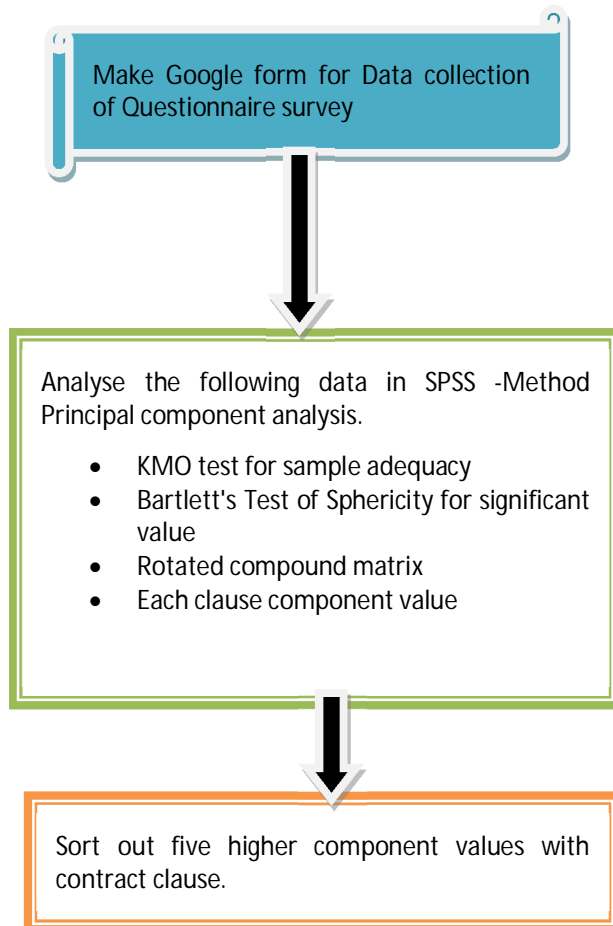 Make Google form for Data collection
of Questionnaire survey
Analyse the following data in SPSS -Method
Principal component analysis.
• KMO test for sample adequacy
• Bartlett's Test of Sphericity for significant
value
• Rotated compound matrix
• Each clause component value
Sort out five higher component values with
contract clause.